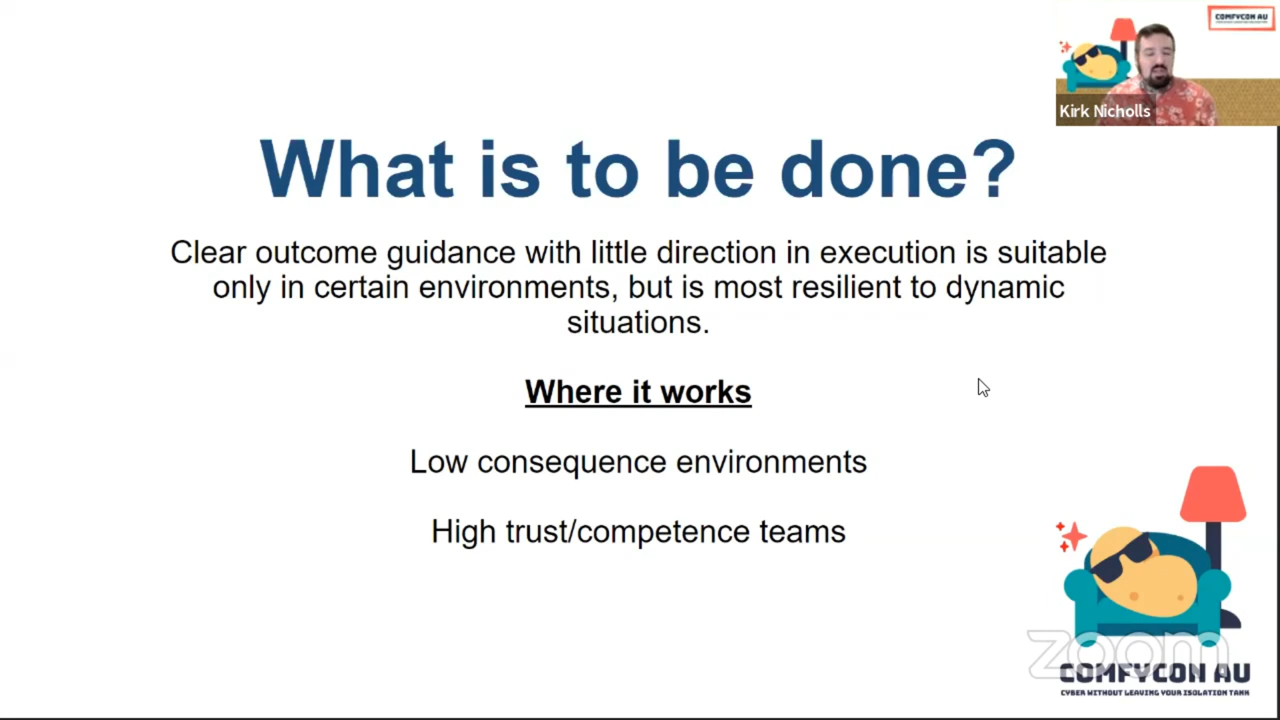 COMFYCON AU
Kirk Nicholls
What is to be done?
Clear outcome guidance with little direction in execution is suitable
only in certain environments, but is most resilient to dynamic
situations.
Where it works
Low consequence environments
High trust/competence teams
zoom
COMFYCON AU
CYBER WITHOUT LEAVING YOUR ISOLATION TANK